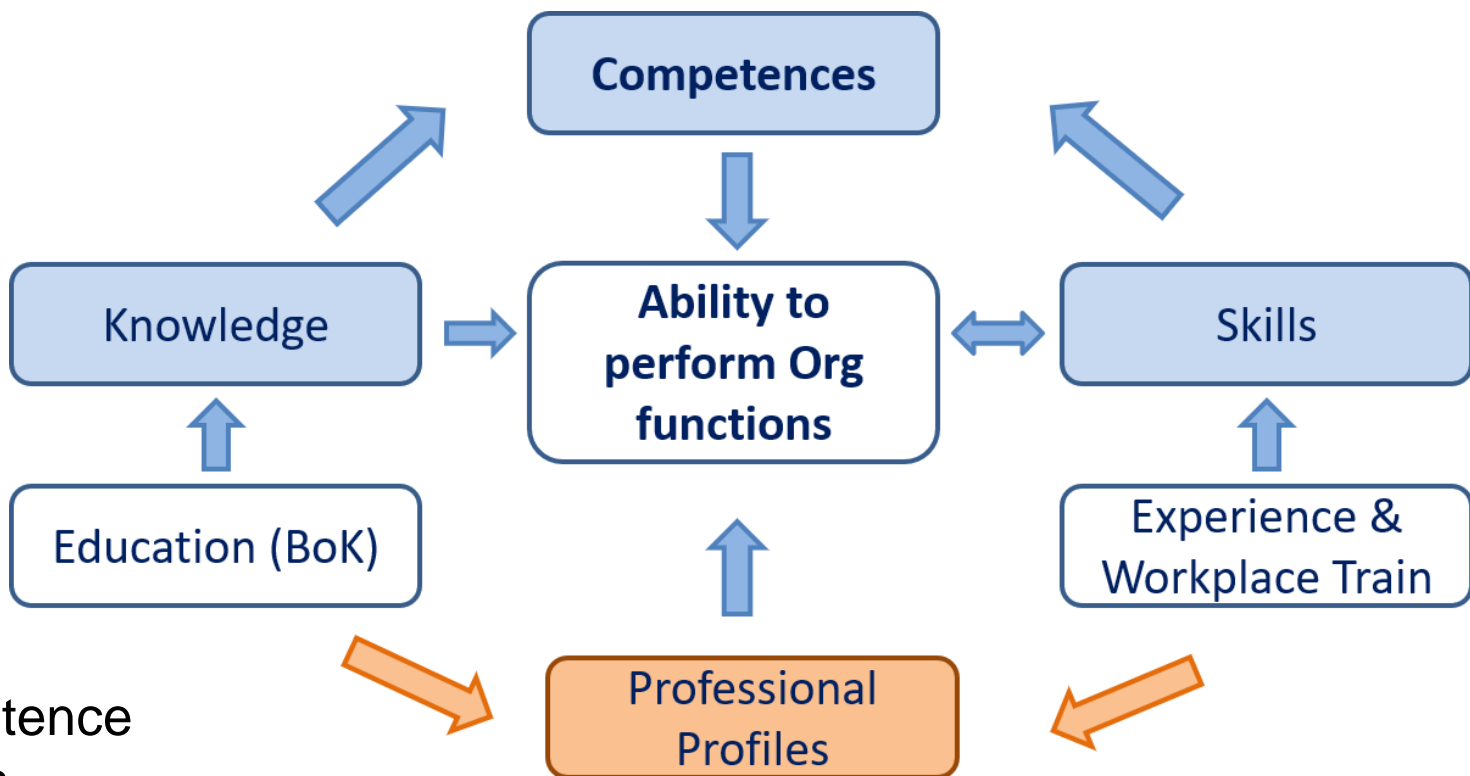 Competences
Knowledge
Ability to
perform Org
functions
Skills
Education (BoK)
Experience &
Workplace Train
Professional
Profiles
tence